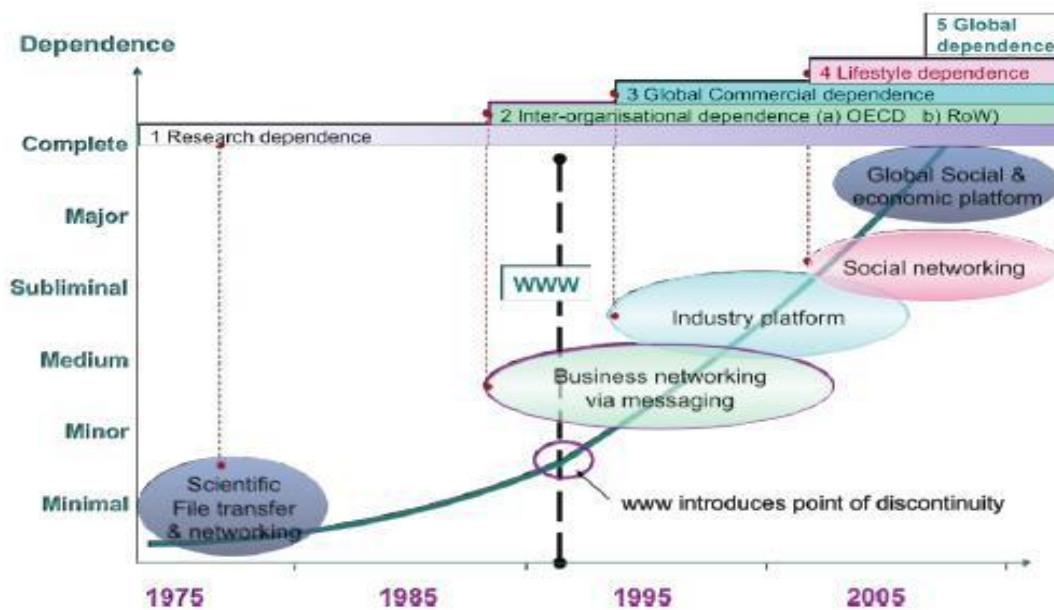 5 Global
dependence
Dependence
4 Lifestyle dependence
3 Global Commercial dependence
2 Inter-organisational dependence (a) OECD b) RoW)
1 Research dependence
Complete
Global Social &
economic platform
Major
Social networking
Subliminal
WWW
Industry platform
Medium
Business networking
via messaging
Minor
Scientific
File transfer
& networking
Minimal
www introduces point of discontinuity
1975 1985 1995 2005